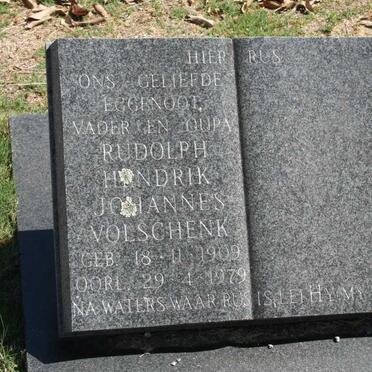 HIER RUS
ONS GELIEFDE
EGGENOOT,
VADER EN OUPA
RUDOLPH
HENDRIK
JOHANNES
VOLSCHENK
GEB. 18·11·1909
OORL. 29·4·1979
NA WATERS WAAR RUS IS, LEI HY MY